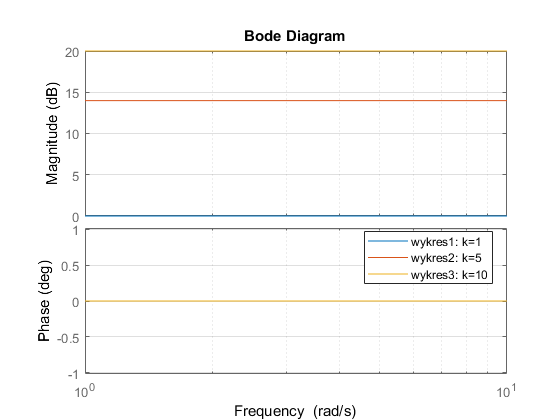 Bode Diagram
20
15
10
5
0
Magnitude (dB)
1
0.5
0
-0.5
-1
Phase (deg)
wykres1: k=1
wykres2: k=5
wykres3: k=10
10^0
10^1
Frequency (rad/s)